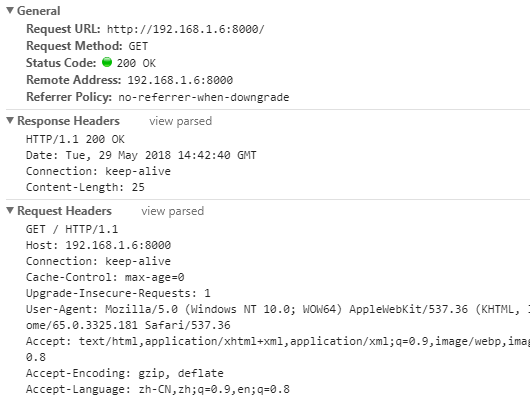 General
Request URL: http://192.168.1.6:8000/
Request Method: GET
Status Code: 200 OK
Remote Address: 192.168.1.6:8000
Referrer Policy: no-referrer-when-downgrade
Response Headers view parsed
HTTP/1.1 200 OK
Date: Tue, 29 May 2018 14:42:40 GMT
Connection: keep-alive
Content-Length: 25
Request Headers view parsed
GET / HTTP/1.1
Host: 192.168.1.6:8000
Connection: keep-alive
Cache-Control: max-age=0
Upgrade-Insecure-Requests: 1
User-Agent: Mozilla/5.0 (Windows NT 10.0; WOW64) AppleWebKit/537.36 (KHTML,
ome/65.0.3325.181 Safari/537.36
Accept: text/html,application/xhtml+xml,application/xml;q=0.9,image/webp,imag
0.8
Accept-Encoding: gzip, deflate
Accept-Language: zh-CN,zh;q=0.9,en;q=0.8